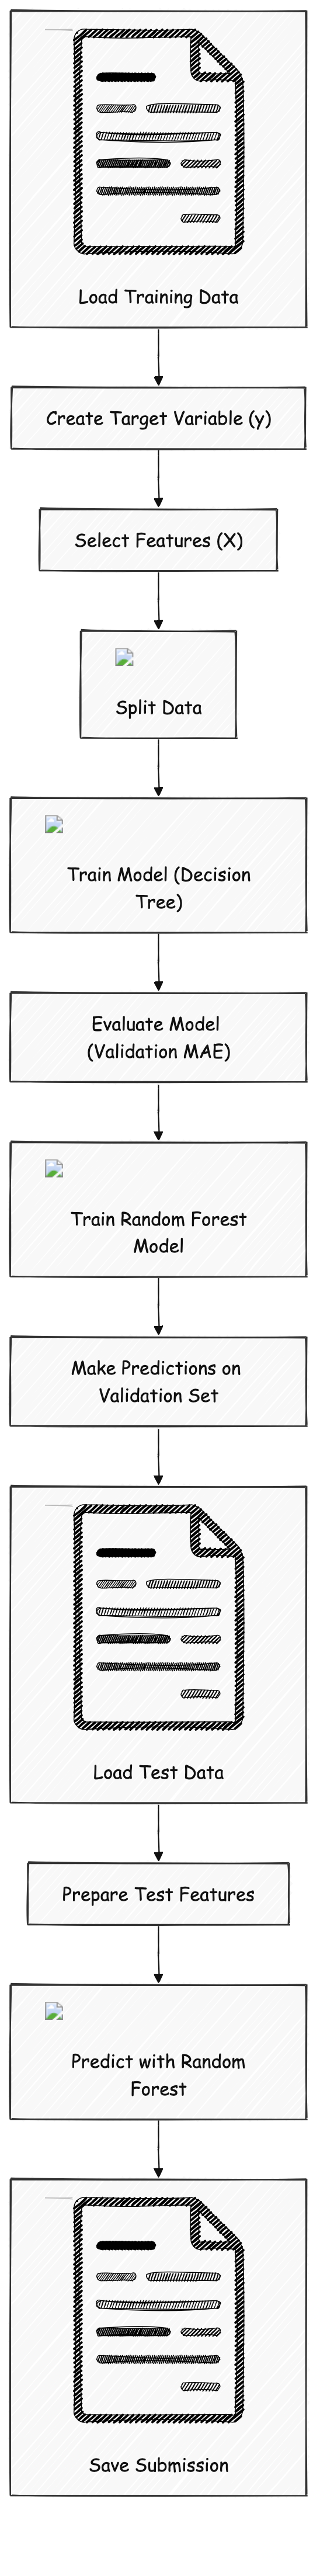 Load Training Data
Create Target Variable (y)
Select Features (X)
Split Data
Train Model (Decision
Tree)
Evaluate Model
(Validation MAE)
Train Random Forest
Model
Make Predictions on
Validation Set
Load Test Data
Prepare Test Features
Predict with Random
Forest
Save Submission